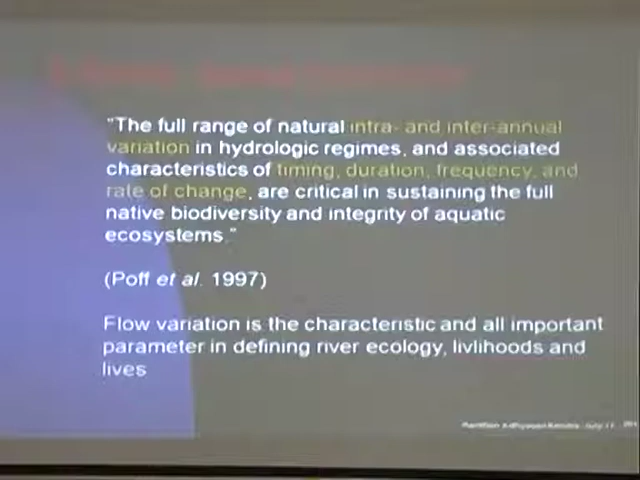 "The full range of natural intra- and inter-annual
variation in hydrologic regimes, and associated
characteristics of timing, duration, frequency, and
rate of change, are critical in sustaining the full
native biodiversity and integrity of aquatic
ecosystems."
(Poff et al. 1997)
Flow variation is the characteristic and all important
parameter in defining river ecology, livlihoods and
lives